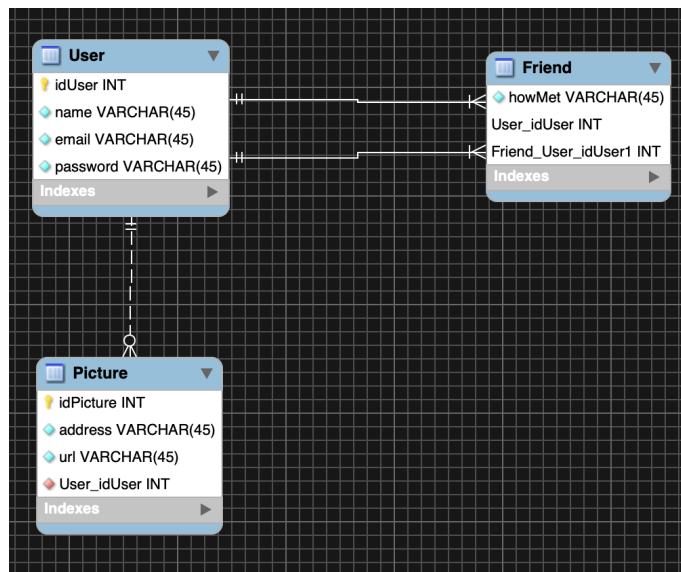 User
idUser INT
name VARCHAR(45)
email VARCHAR(45)
password VARCHAR(45)
Indexes
Friend
howMet VARCHAR(45)
User_idUser INT
Friend_User_idUser1 INT
Indexes
Picture
idPicture INT
address VARCHAR(45)
url VARCHAR(45)
User_idUser INT
Indexes